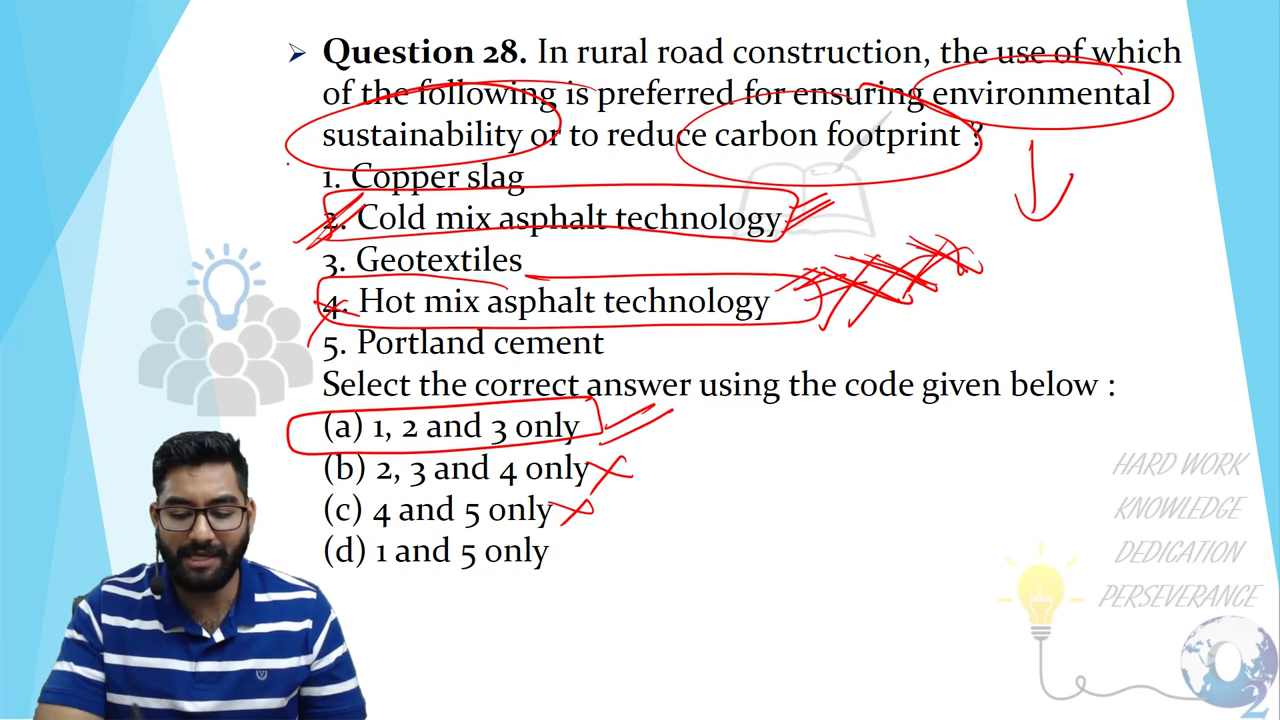 ➢ Question 28. In rural road construction, the use of which
of the following is preferred for ensuring environmental
sustainability or to reduce carbon footprint ?
1. Copper slag
2. Cold mix asphalt technology
3. Geotextiles
4. Hot mix asphalt technology
5. Portland cement
Select the correct answer using the code given below :
(a) 1, 2 and 3 only
(b) 2, 3 and 4 only
(c) 4 and 5 only
(d) 1 and 5 only
HARD WORK
KNOWLEDGE
DEDICATION
PERSEVERANCE
O2